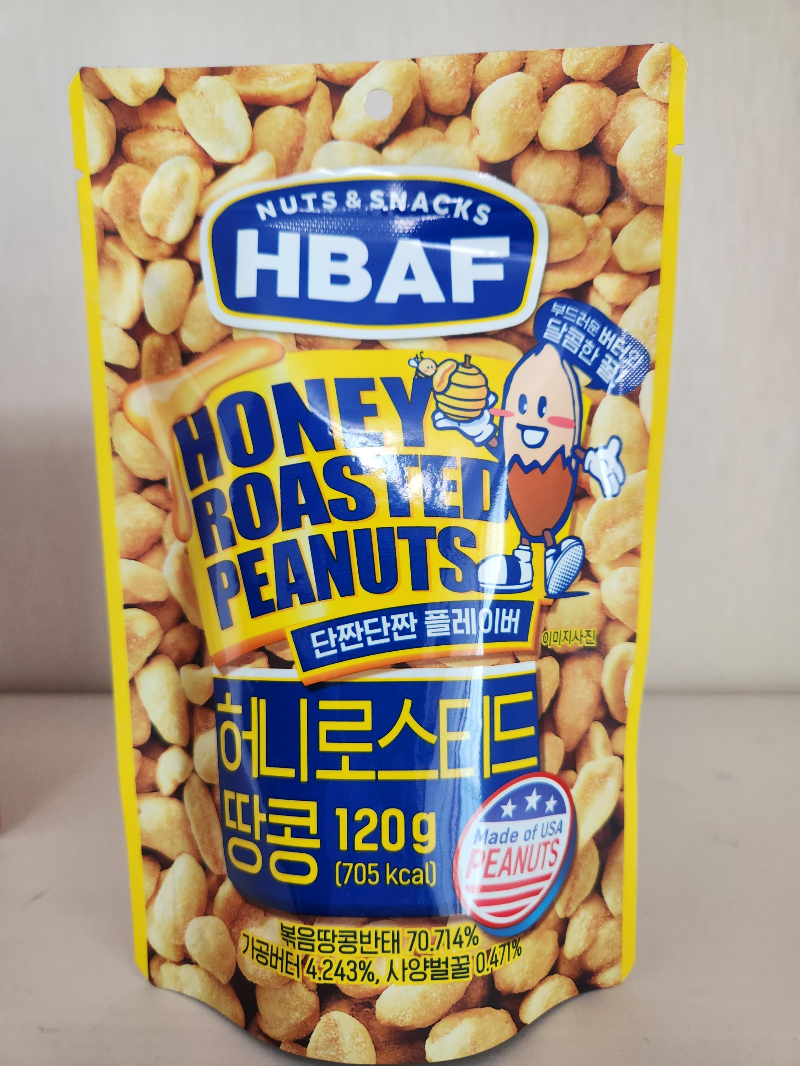 NUTS & SNACKS
HBAF
부드러운 버터와
달콤한 꿀!
HONEY
ROASTED
PEANUTS
단짠단짠 플레이버
이미지사진
허니로스티드
땅콩 120g
(705 kcal)
Made of USA
PEANUTS
볶음땅콩반태 70.714%
가공버터 4.243%, 사양벌꿀 0.471%